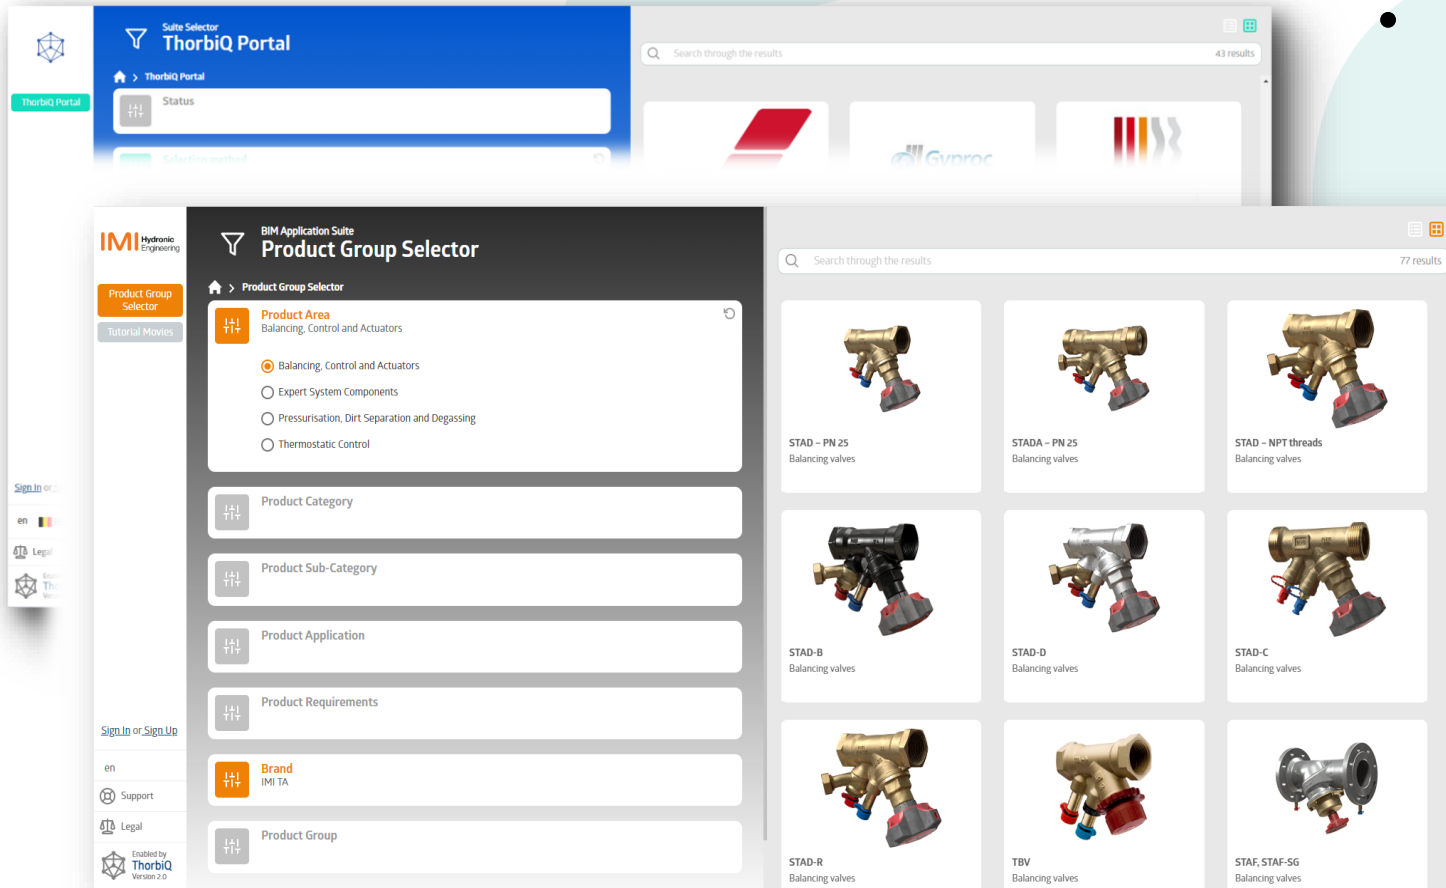 Suite Selector
ThorbiQ Portal
ThorbiQ Portal
ThorbiQ Portal
Status
Selection method
Search through the results
43 results
Gyproc
Sign In or
en
Legal
IMI Hydronic Engineering
BIM Application Suite
Product Group Selector
Product Group Selector
Product Group
Selector
Tutorial Movies
Product Area
Balancing, Control and Actuators
Balancing, Control and Actuators
Expert System Components
Pressurisation, Dirt Separation and Degassing
Thermostatic Control
Product Category
Product Sub-Category
Product Application
Product Requirements
Brand
IMI TA
Product Group
Sign In or Sign Up
en
Support
Legal
Enabled by
ThorbiQ
Version 2.0
Search through the results
77 results
STAD – PN 25
Balancing valves
STADA – PN 25
Balancing valves
STAD – NPT threads
Balancing valves
STAD-B
Balancing valves
STAD-D
Balancing valves
STAD-C
Balancing valves
STAD-R
Balancing valves
TBV
Balancing valves
STAF, STAF-SG
Balancing valves